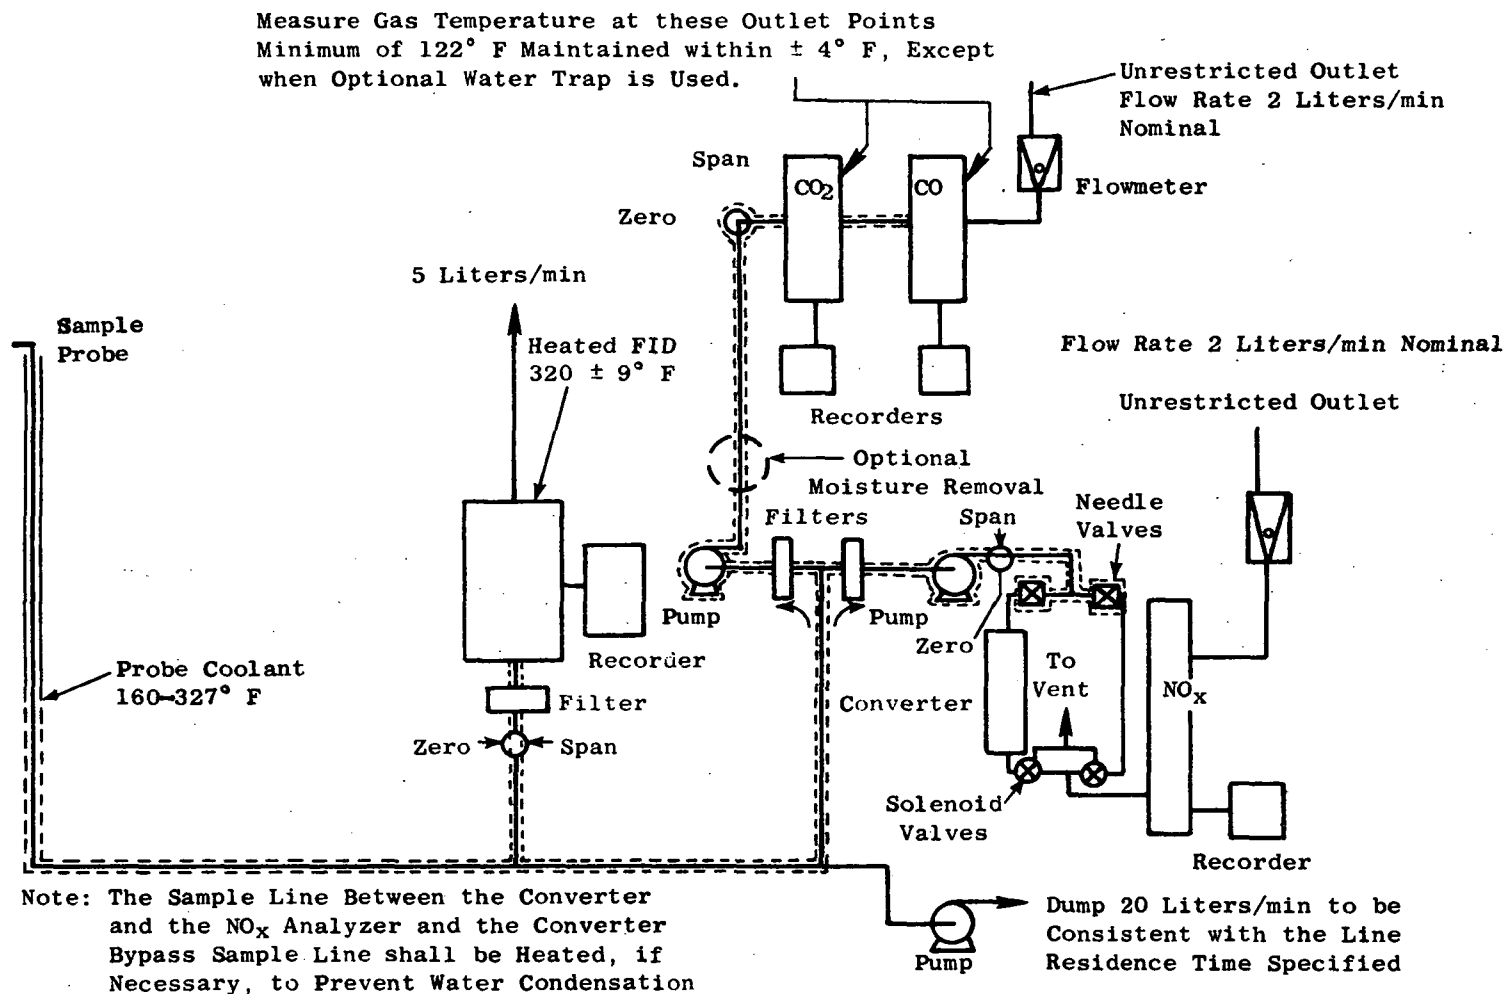 Measure Gas Temperature at these Outlet Points
Minimum of 122° F Maintained within ± 4° F, Except
when Optional Water Trap is Used.
Unrestricted Outlet
Flow Rate 2 Liters/min
Nominal
Span
CO2
CO
Flowmeter
Zero
5 Liters/min
Sample
Probe
Heated FID
320 ± 9° F
Flow Rate 2 Liters/min Nominal
Recorders
Unrestricted Outlet
Optional
Moisture Removal
Filters
Span
Needle
Valves
Pump
Pump
Zero
Recorder
Probe Coolant
160-327° F
To
Vent
NOx
Filter
Converter
Zero
Span
Solenoid
Valves
Recorder
Note: The Sample Line Between the Converter
and the NOx Analyzer and the Converter
Bypass Sample Line shall be Heated, if
Necessary, to Prevent Water Condensation
Pump
Dump 20 Liters/min to be
Consistent with the Line
Residence Time Specified